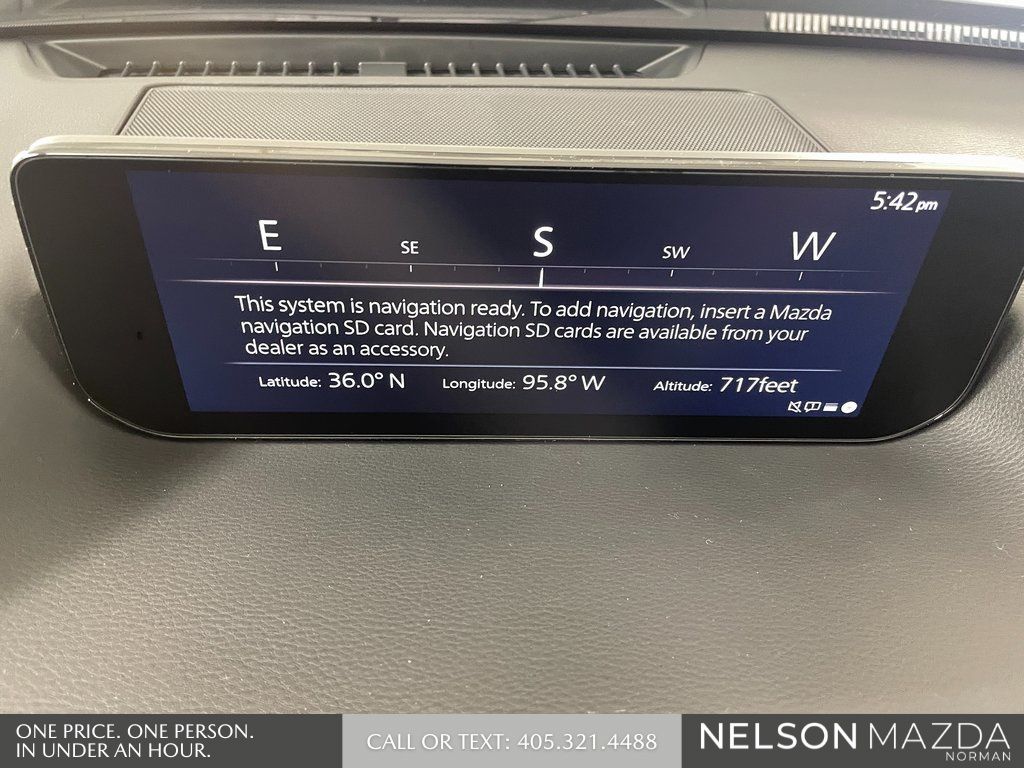 5:42pm
E SE S SW W
This system is navigation ready. To add navigation, insert a Mazda
navigation SD card. Navigation SD cards are available from your
dealer as an accessory.
Latitude: 36.0° N Longitude: 95.8° W Altitude: 717feet
ONE PRICE. ONE PERSON.
IN UNDER AN HOUR.
CALL OR TEXT: 405.321.4488
NELSON MAZDA
NORMAN